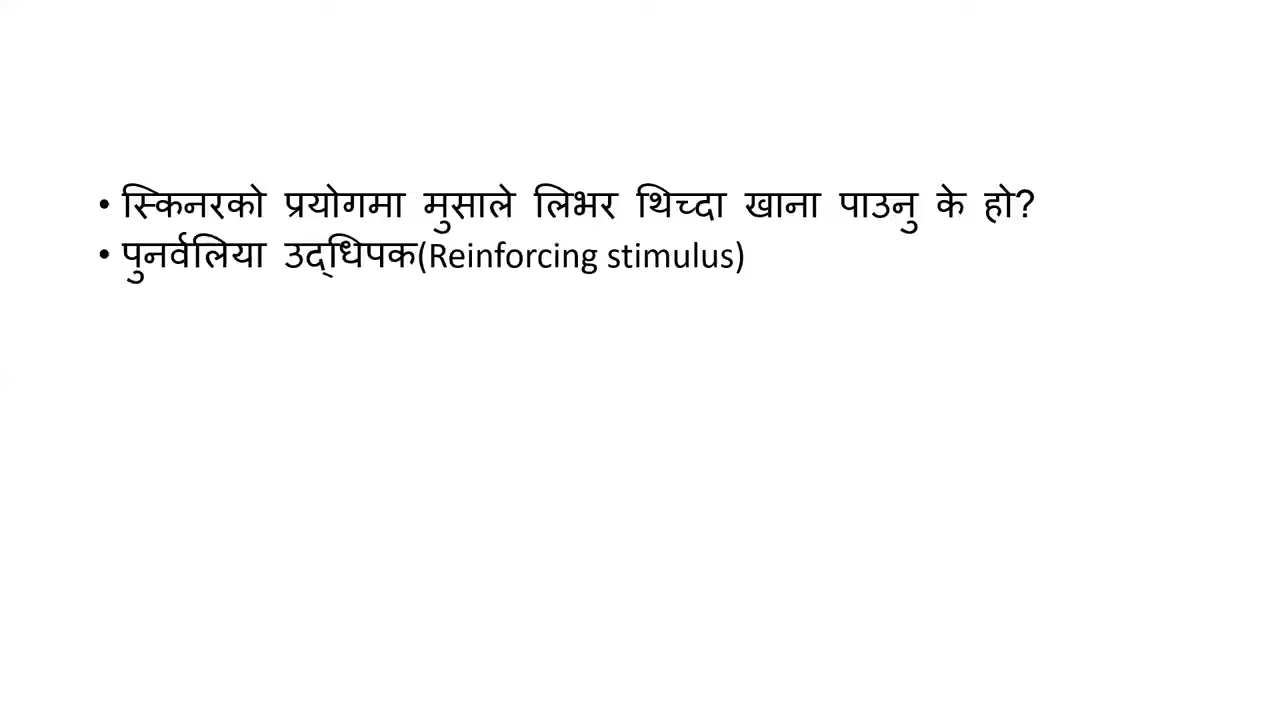 • स्किनरको प्रयोगमा मुसाले लिभर थिच्दा खाना पाउनु के हो?
• पुनर्वलिया उद्धिपक(Reinforcing stimulus)